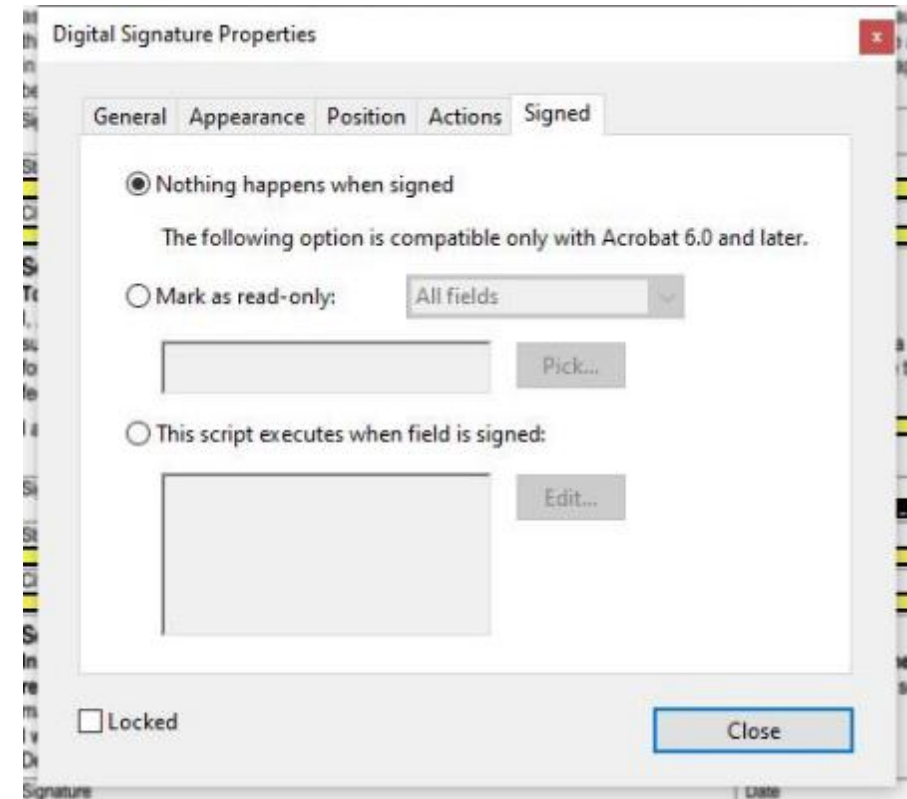 Digital Signature Properties
x
General Appearance Position Actions Signed
Nothing happens when signed
The following option is compatible only with Acrobat 6.0 and later.
Mark as read-only: All fields
Pick...
This script executes when field is signed:
Edit...
Locked
Close
Signature Date